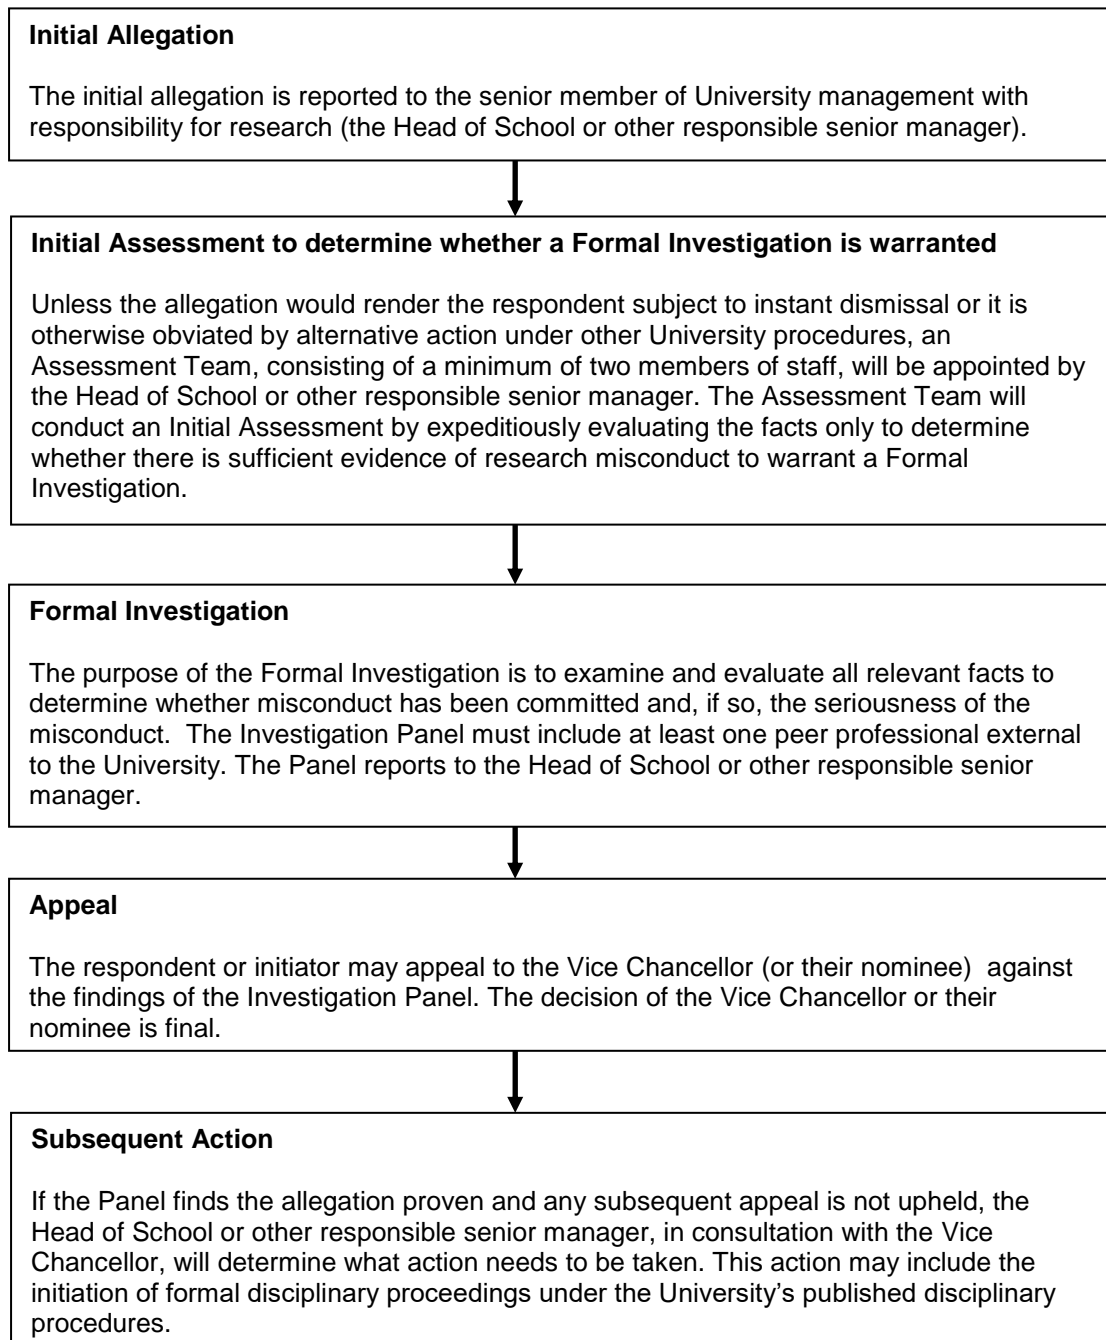 Initial Allegation
The initial allegation is reported to the senior member of University management with
responsibility for research (the Head of School or other responsible senior manager).
Initial Assessment to determine whether a Formal Investigation is warranted
Unless the allegation would render the respondent subject to instant dismissal or it is
otherwise obviated by alternative action under other University procedures, an
Assessment Team, consisting of a minimum of two members of staff, will be appointed by
the Head of School or other responsible senior manager. The Assessment Team will
conduct an Initial Assessment by expeditiously evaluating the facts only to determine
whether there is sufficient evidence of research misconduct to warrant a Formal
Investigation.
Formal Investigation
The purpose of the Formal Investigation is to examine and evaluate all relevant facts to
determine whether misconduct has been committed and, if so, the seriousness of the
misconduct.  The Investigation Panel must include at least one peer professional external
to the University. The Panel reports to the Head of School or other responsible senior
manager.
Appeal
The respondent or initiator may appeal to the Vice Chancellor (or their nominee)  against
the findings of the Investigation Panel. The decision of the Vice Chancellor or their
nominee is final.
Subsequent Action
If the Panel finds the allegation proven and any subsequent appeal is not upheld, the
Head of School or other responsible senior manager, in consultation with the Vice
Chancellor, will determine what action needs to be taken. This action may include the
initiation of formal disciplinary proceedings under the University’s published disciplinary
procedures.